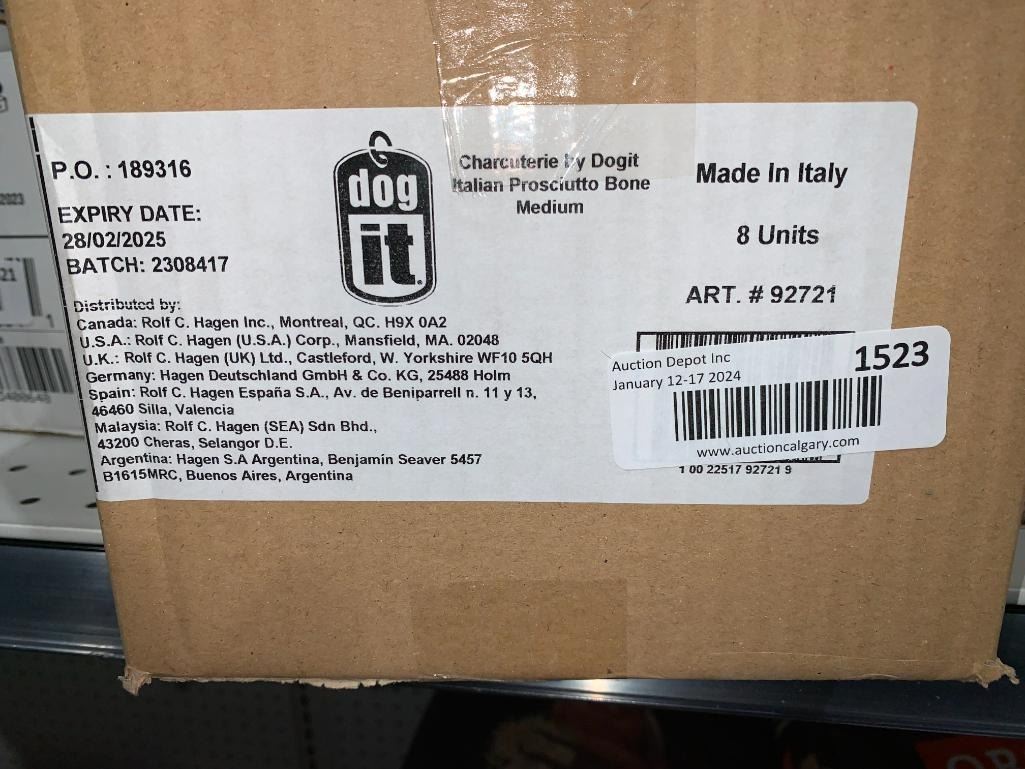 P.O. : 189316
EXPIRY DATE:
28/02/2025
BATCH: 2308417
dog
it.
Charcuterie by Dogit
Italian Prosciutto Bone
Medium
Made In Italy
8 Units
ART. # 92721
Distributed by:
Canada: Rolf C. Hagen Inc., Montreal, QC. H9X 0A2
U.S.A.: Rolf C. Hagen (U.S.A.) Corp., Mansfield, MA. 02048
U.K.: Rolf C. Hagen (UK) Ltd., Castleford, W. Yorkshire WF10 5QH
Germany: Hagen Deutschland GmbH & Co. KG, 25488 Holm
Spain: Rolf C. Hagen España S.A., Av. de Beniparrell n. 11 y 13,
46460 Silla, Valencia
Malaysia: Rolf C. Hagen (SEA) Sdn Bhd.,
43200 Cheras, Selangor D.E.
Argentina: Hagen S.A Argentina, Benjamín Seaver 5457
B1615MRC, Buenos Aires, Argentina
Auction Depot Inc
January 12-17 2024
1523
www.auctioncalgary.com
1 00 22517 92721 9
2023
21